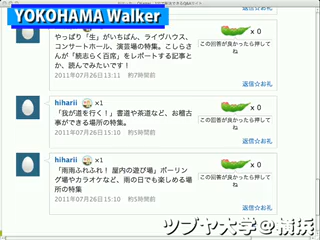 YOKOHAMA Walker
やっぱり「生」がいちばん、ライヴハウス、
コンサートホール、演芸場の特集。こしらさ
んが「続志らく百席」をレポートする記事と
か、読んでみたいです！
2011年07月26日13:11 約7時間前
x 0
この回答が良かったら押して
ね
返信☆お礼
hiharii ×1
「我が道を行く！」書道や茶道など、お稽古
事ができる場所の特集。
2011年07月26日15:10 約5時間前
x 0
この回答が良かったら押して
ね
返信☆お礼
hiharii ×1
「雨雨ふれふれ！ 屋内の遊び場」ボーリン
グ場やカラオケなど、雨の日でも楽しめる場
所の特集
2011年07月26日15:11 約5時間前
x 0
この回答が良かったら押して
ね
返信☆お礼
ツブヤ大学@横浜